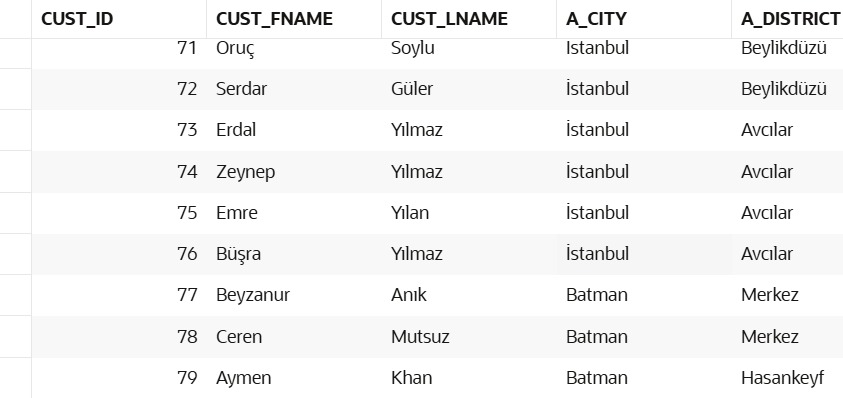 CUST_ID CUST_FNAME CUST_LNAME A_CITY A_DISTRICT
71 Oruç Soylu İstanbul Beylikdüzü
72 Serdar Güler İstanbul Beylikdüzü
73 Erdal Yılmaz İstanbul Avcılar
74 Zeynep Yılmaz İstanbul Avcılar
75 Emre Yılan İstanbul Avcılar
76 Büşra Yılmaz İstanbul Avcılar
77 Beyzanur Anık Batman Merkez
78 Ceren Mutsuz Batman Merkez
79 Aymen Khan Batman Hasankeyf